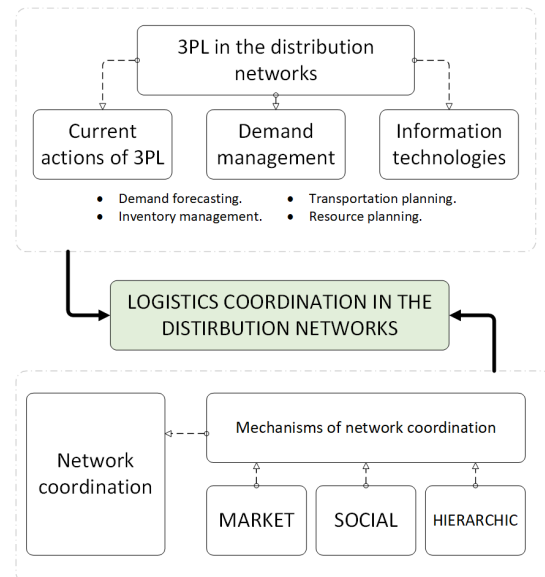 3PL in the distribution
networks
Current
actions of 3PL
Demand
management
Information
technologies
● Demand forecasting.
● Inventory management.
● Transportation planning.
● Resource planning.
LOGISTICS COORDINATION IN THE
DISTIRBUTION NETWORKS
Network
coordination
Mechanisms of network coordination
MARKET
SOCIAL
HIERARCHIC